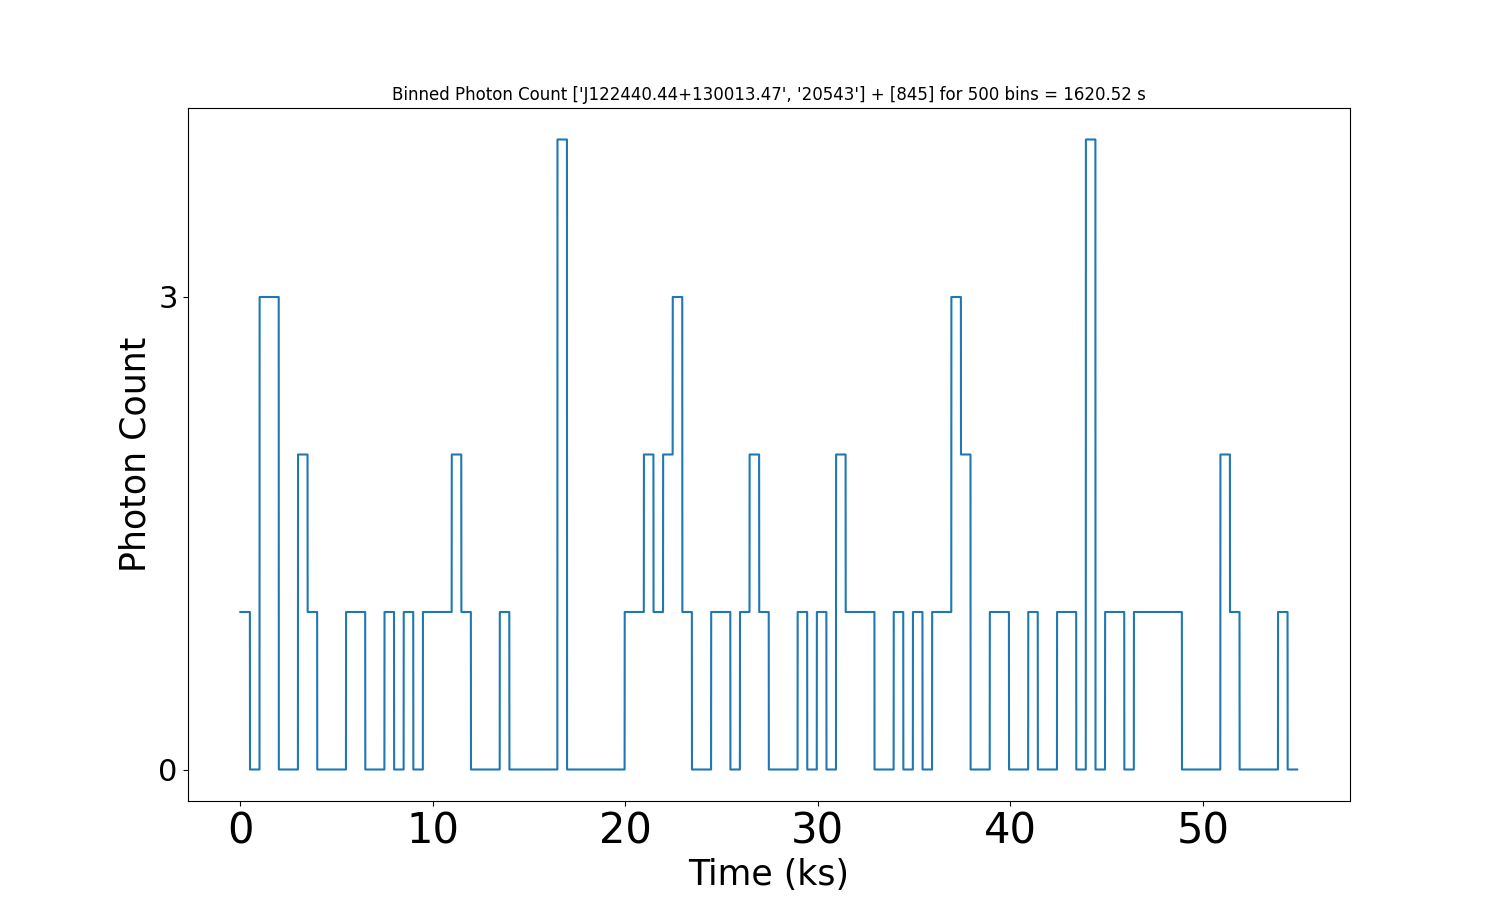 Binned Photon Count ['J122440.44+130013.47', '20543'] + [845] for 500 bins = 1620.52 s
Photon Count
3
0
0 10 20 30 40 50
Time (ks)